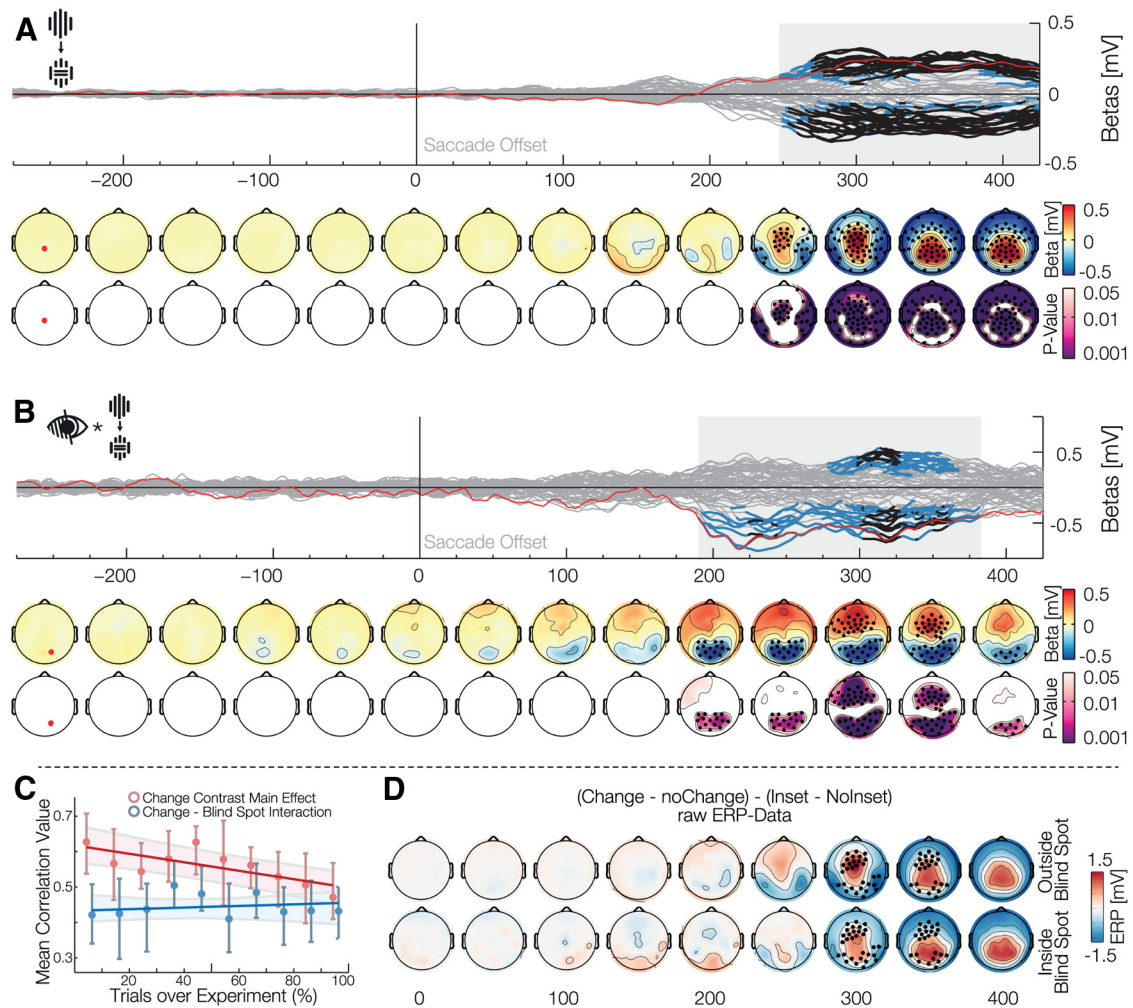 A
0.5
0
-0.5
Betas [mV]
Saccade Offset
−200 −100 0 100 200 300 400
0.5
0
-0.5
Beta [mV]
0.05
0.01
0.001
P-Value
B
*
0.5
-0.5
Betas [mV]
Saccade Offset
−200 −100 0 100 200 300 400
0.5
0
-0.5
Beta [mV]
0.05
0.01
0.001
P-Value
C
Change Contrast Main Effect
Change - Blind Spot Interaction
0.7
0.5
0.3
Mean Correlation Value
20 40 60 80 100
Trials over Experiment (%)
D
(Change - noChange) - (Inset - NoInset)
raw ERP-Data
Outside
Blind Spot
Inside
Blind Spot
1.5
-1.5
ERP [mV]
0 100 200 300 400